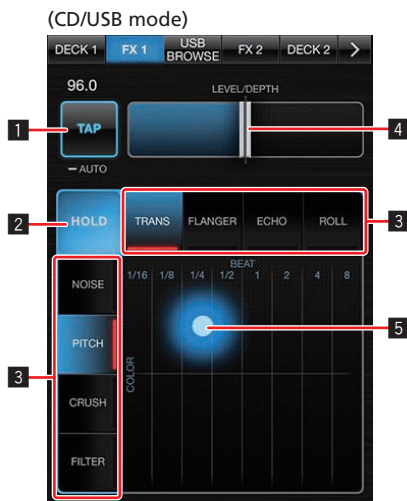 (CD/USB mode)
DECK 1 FX 1 USB BROWSE FX 2 DECK 2 >
96.0 LEVEL/DEPTH
1 TAP 4
– AUTO
2 HOLD TRANS FLANGER ECHO ROLL 3
BEAT
NOISE 1/16 1/8 1/4 1/2 1 2 4 8
3 PITCH 5
COLOR
CRUSH
FILTER